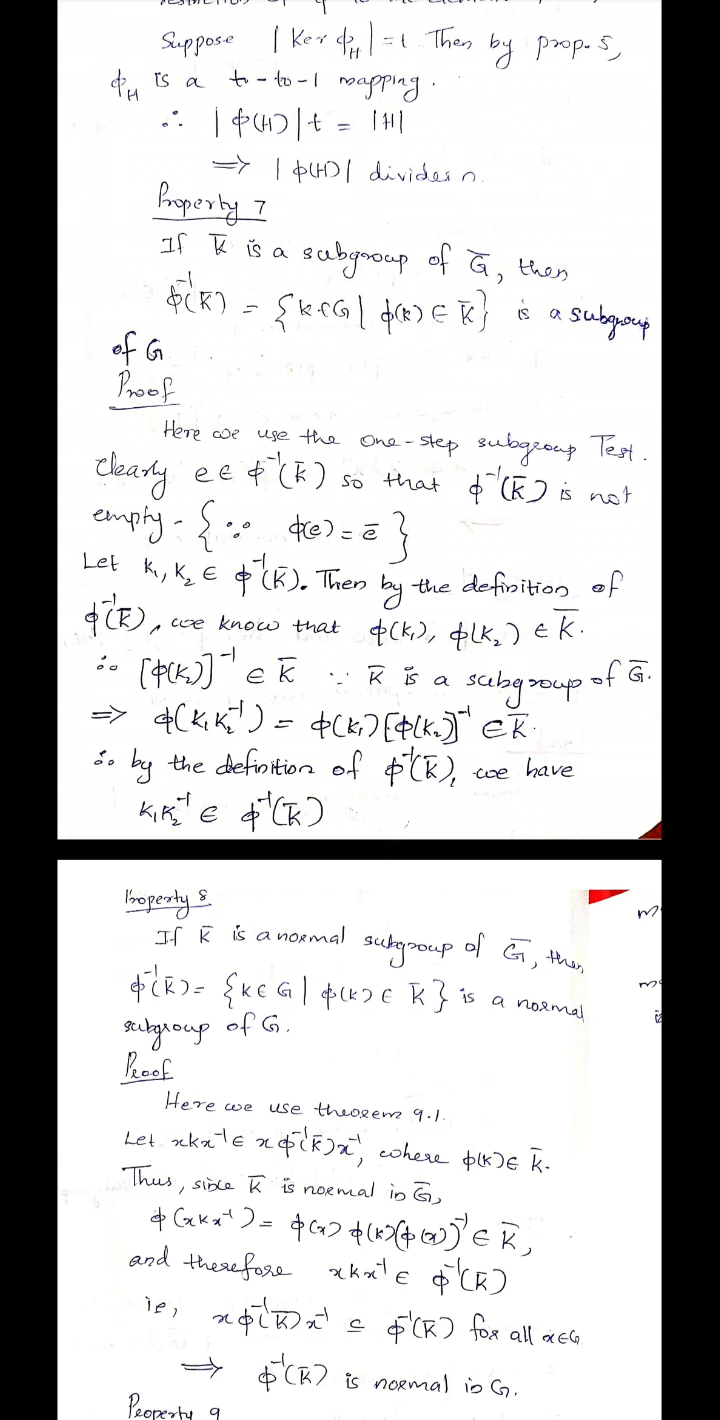 Suppose |Ker ϕ_H| = t. Then by prop. 5,
ϕ_H is a t-to-1 mapping.
∴ |ϕ(H)| t = |H|
⇒ |ϕ(H)| divides n.
Property 7
If K̄ is a subgroup of Ḡ, then
ϕ⁻¹(K̄) = {k∈G | ϕ(k) ∈ K̄} is a subgroup
of G
Proof
Here we use the one-step subgroup Test.
Clearly e ∈ ϕ⁻¹(K̄) so that ϕ⁻¹(K̄) is not
empty - {∵ ϕ(e) = ē}
Let k₁, k₂ ∈ ϕ⁻¹(K̄). Then by the definition of
ϕ⁻¹(K̄), we know that ϕ(k₁), ϕ(k₂) ∈ K̄.
∴ [ϕ(k₂)]⁻¹ ∈ K̄ ∵ K̄ is a subgroup of Ḡ.
⇒ ϕ(k₁k₂⁻¹) = ϕ(k₁)[ϕ(k₂)]⁻¹ ∈ K̄.
∴ by the definition of ϕ⁻¹(K̄), we have
k₁k₂⁻¹ ∈ ϕ⁻¹(K̄)
Property 8
If K̄ is a normal subgroup of Ḡ, then
ϕ⁻¹(K̄) = {k∈G | ϕ(k) ∈ K̄} is a normal
subgroup of G.
Proof
Here we use theorem 9.1.
Let xkx⁻¹ ∈ xϕ⁻¹(K̄)x⁻¹, where ϕ(k) ∈ K̄.
Thus, since K̄ is normal in Ḡ,
ϕ(xkx⁻¹) = ϕ(x)ϕ(k)(ϕ(x))⁻¹ ∈ K̄,
and therefore xkx⁻¹ ∈ ϕ⁻¹(K̄)
ie, xϕ⁻¹(K̄)x⁻¹ ⊆ ϕ⁻¹(K̄) for all x∈G
⇒ ϕ⁻¹(K̄) is normal in G.
Property 9